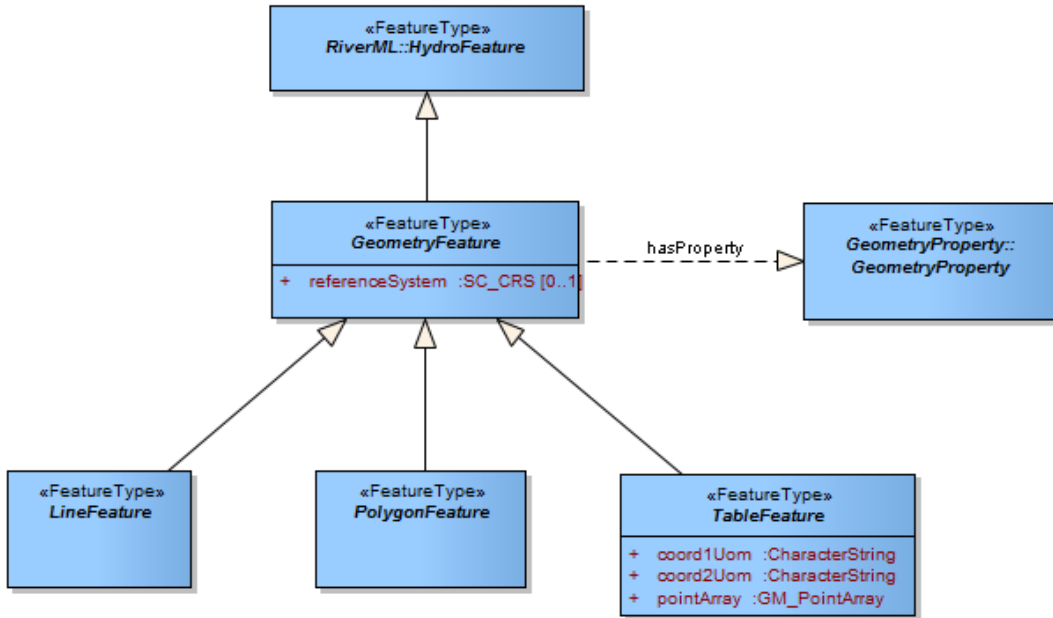 «FeatureType»
RiverML::HydroFeature
«FeatureType»
GeometryFeature
+ referenceSystem :SC_CRS [0..1]
hasProperty
«FeatureType»
GeometryProperty::
GeometryProperty
«FeatureType»
LineFeature
«FeatureType»
PolygonFeature
«FeatureType»
TableFeature
+ coord1Uom :CharacterString
+ coord2Uom :CharacterString
+ pointArray :GM_PointArray